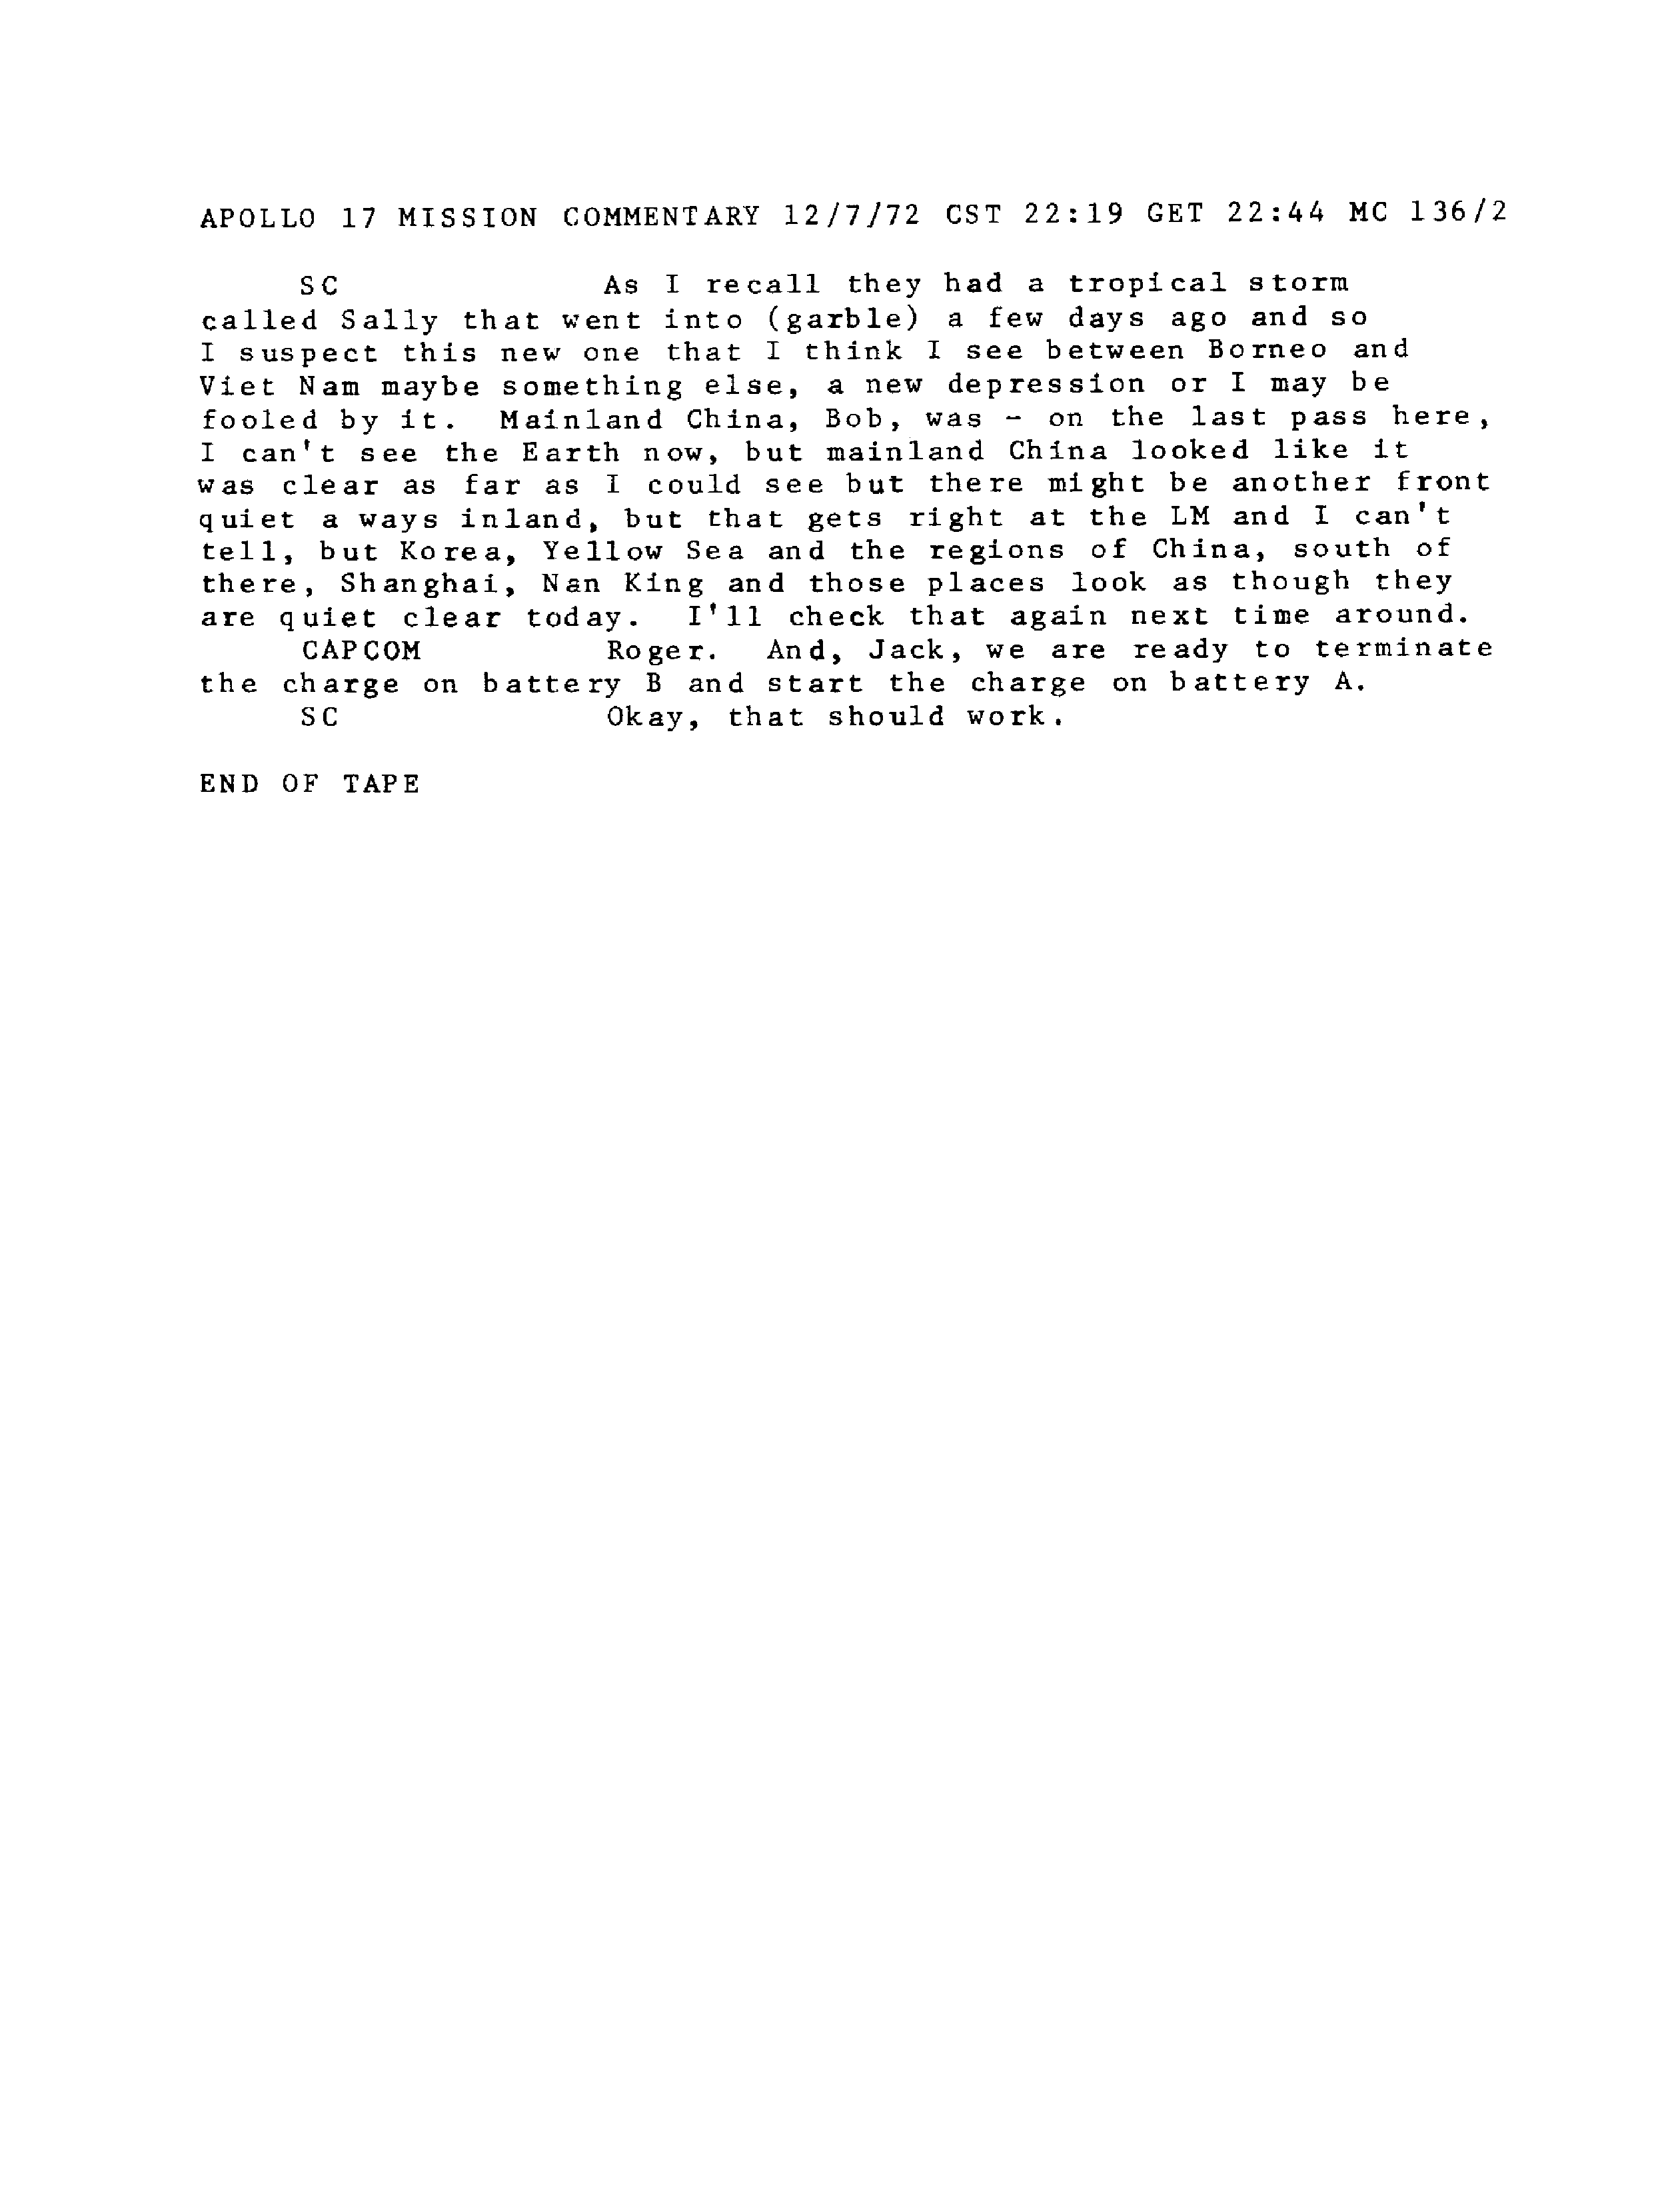 APOLLO 17 MISSION COMMENTARY 12/7/72 CST 22:19 GET 22:44 MC 136/2
SC As I recall they had a tropical storm
called Sally that went into (garble) a few days ago and so
I suspect this new one that I think I see between Borneo and
Viet Nam maybe something else, a new depression or I may be
fooled by it. Mainland China, Bob, was - on the last pass here,
I can't see the Earth now, but mainland China looked like it
was clear as far as I could see but there might be another front
quiet a ways inland, but that gets right at the LM and I can't
tell, but Korea, Yellow Sea and the regions of China, south of
there, Shanghai, Nan King and those places look as though they
are quiet clear today. I'll check that again next time around.
CAPCOM Roger. And, Jack, we are ready to terminate
the charge on battery B and start the charge on battery A.
SC Okay, that should work.
END OF TAPE